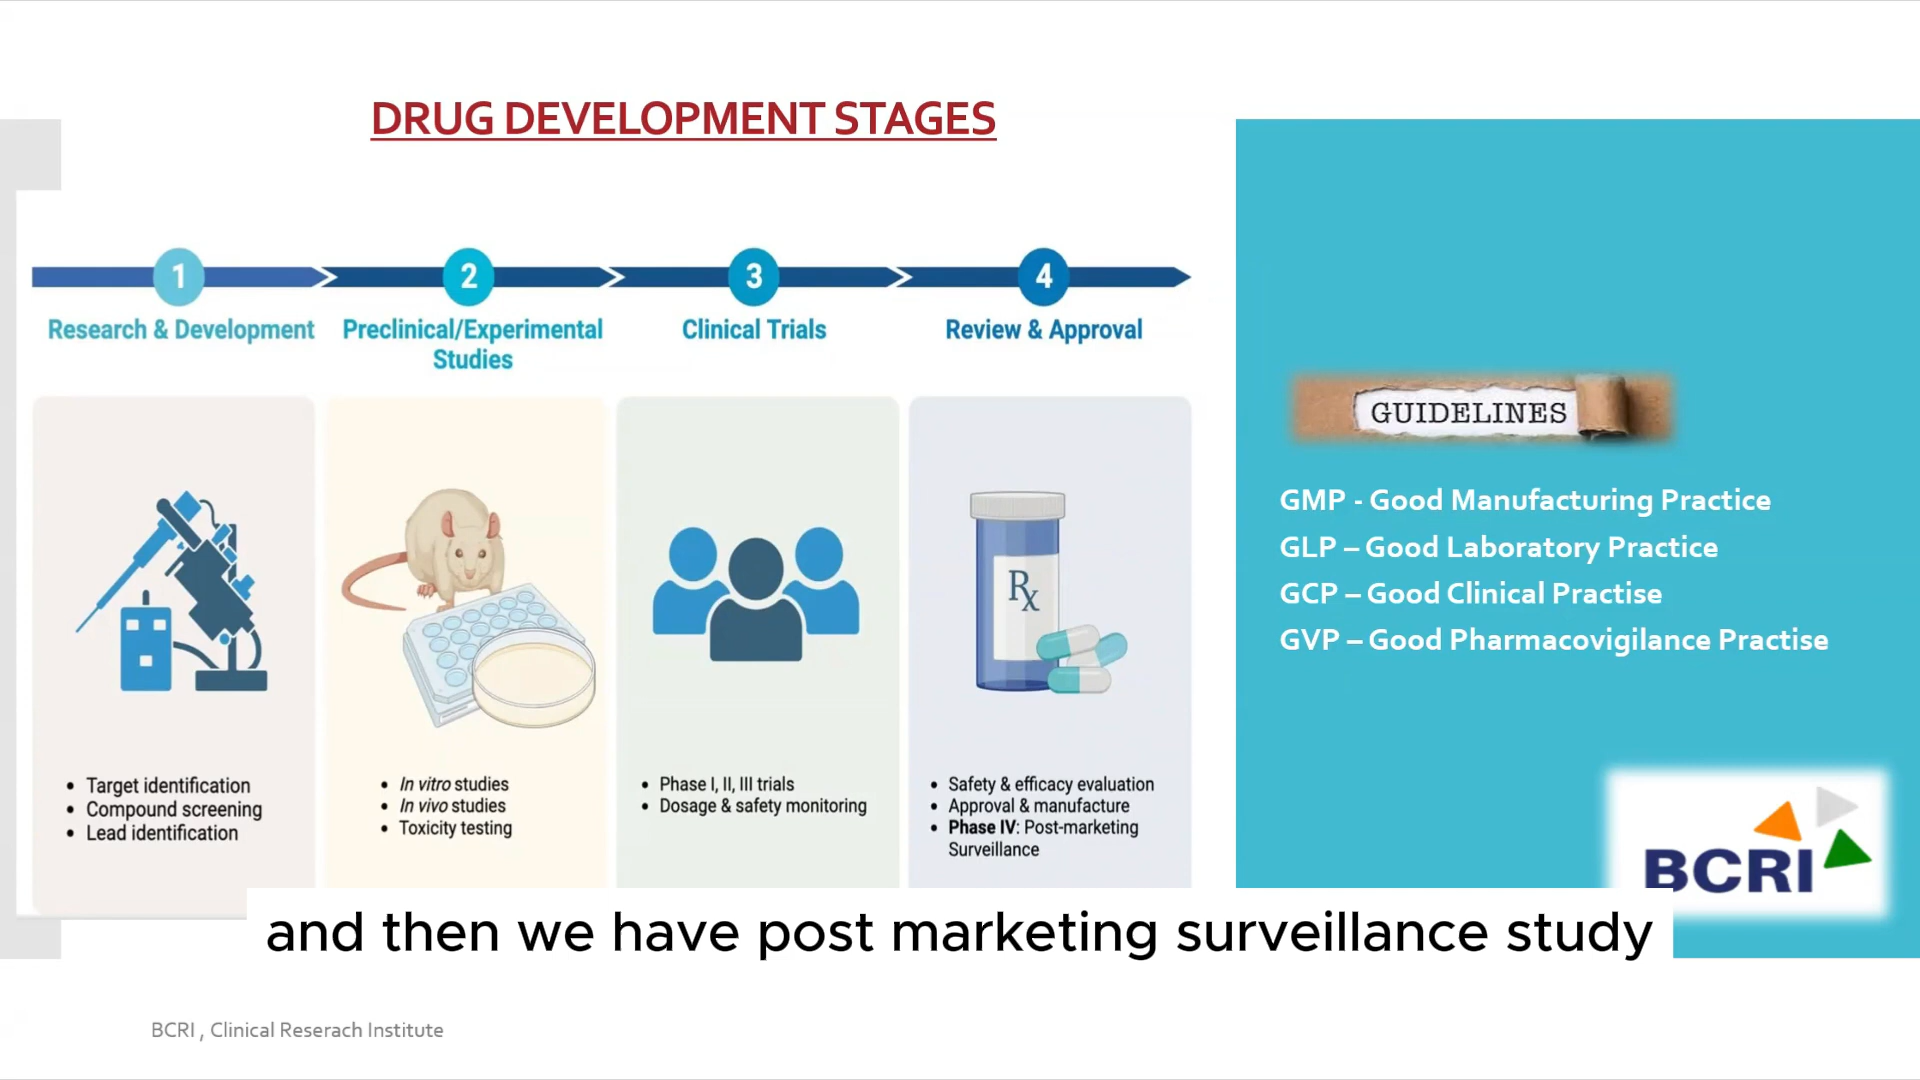 DRUG DEVELOPMENT STAGES
1
2
3
4
Research & Development
Preclinical/Experimental
Studies
Clinical Trials
Review & Approval
Rx
• Target identification
• Compound screening
• Lead identification
• In vitro studies
• In vivo studies
• Toxicity testing
• Phase I, II, III trials
• Dosage & safety monitoring
• Safety & efficacy evaluation
• Approval & manufacture
• Phase IV: Post-marketing
Surveillance
GUIDELINES
GMP - Good Manufacturing Practice
GLP – Good Laboratory Practice
GCP – Good Clinical Practise
GVP – Good Pharmacovigilance Practise
BCRI
and then we have post marketing surveillance study
BCRI , Clinical Reserach Institute